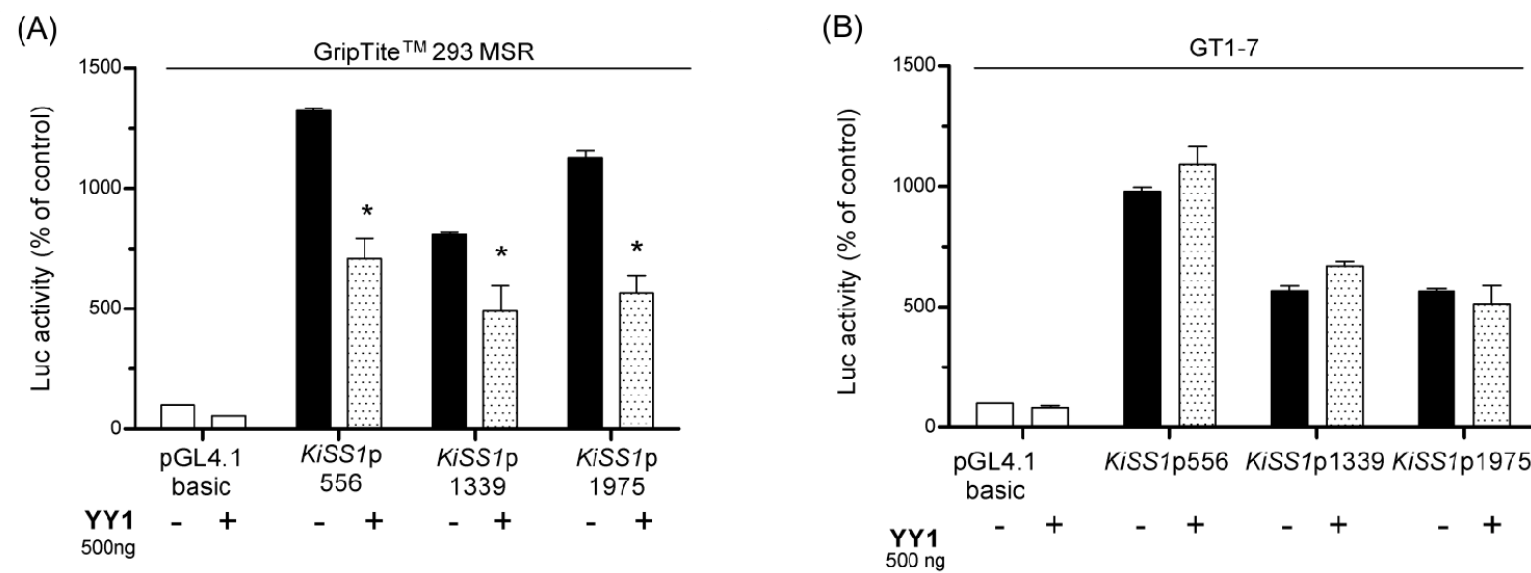 (A)
GripTite™ 293 MSR
Luc activity (% of control)
1500
1000
500
0
*
*
*
pGL4.1
basic
KiSS1p
556
KiSS1p
1339
KiSS1p
1975
YY1
500ng
- + - + - + - +
(B)
GT1-7
Luc activity (% of control)
1500
1000
500
0
pGL4.1
basic
KiSS1p556
KiSS1p1339
KiSS1p1975
YY1
500 ng
- + - + - + - +